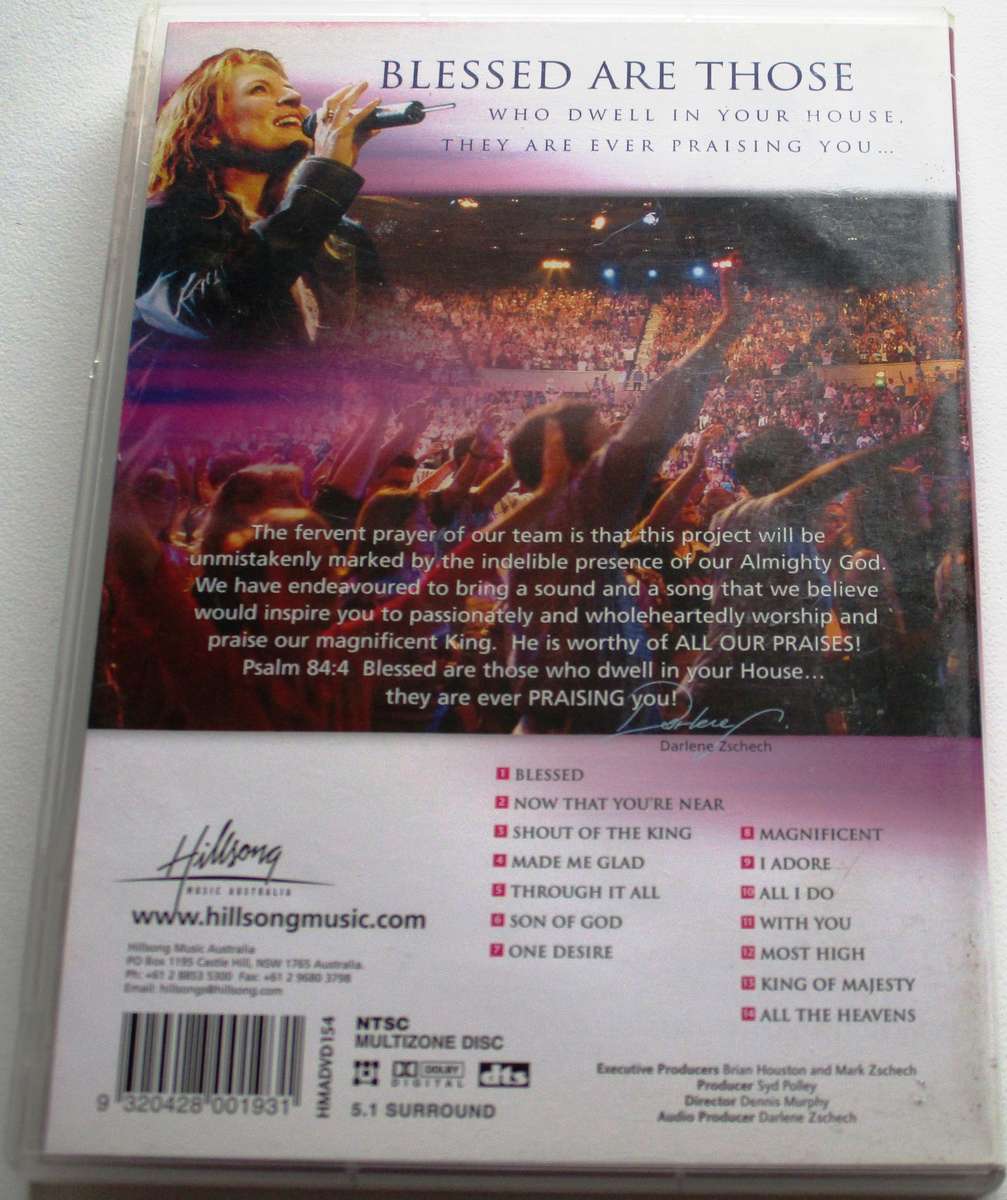 BLESSED ARE THOSE
WHO DWELL IN YOUR HOUSE,
THEY ARE EVER PRAISING YOU...
The fervent prayer of our team is that this project will be
unmistakenly marked by the indelible presence of our Almighty God.
We have endeavoured to bring a sound and a song that we believe
would inspire you to passionately and wholeheartedly worship and
praise our magnificent King. He is worthy of ALL OUR PRAISES!
Psalm 84:4 Blessed are those who dwell in your House...
they are ever PRAISING you!
Darlene Zschech
1 BLESSED
2 NOW THAT YOU'RE NEAR
3 SHOUT OF THE KING
4 MADE ME GLAD
5 THROUGH IT ALL
6 SON OF GOD
7 ONE DESIRE
8 MAGNIFICENT
9 I ADORE
10 ALL I DO
11 WITH YOU
12 MOST HIGH
13 KING OF MAJESTY
14 ALL THE HEAVENS
Hillsong
MUSIC AUSTRALIA
www.hillsongmusic.com
Hillsong Music Australia
PO Box 1195 Castle Hill, NSW 1765 Australia.
Ph: +61 2 8853 5300 Fax: +61 2 9680 3798
Email: hillsongs@hillsong.com
9 320428 001931
HMADVD154
NTSC
MULTIZONE DISC
DOLBY
DIGITAL
dts
5.1 SURROUND
Executive Producers Brian Houston and Mark Zschech
Producer Syd Polley
Director Dennis Murphy
Audio Producer Darlene Zschech